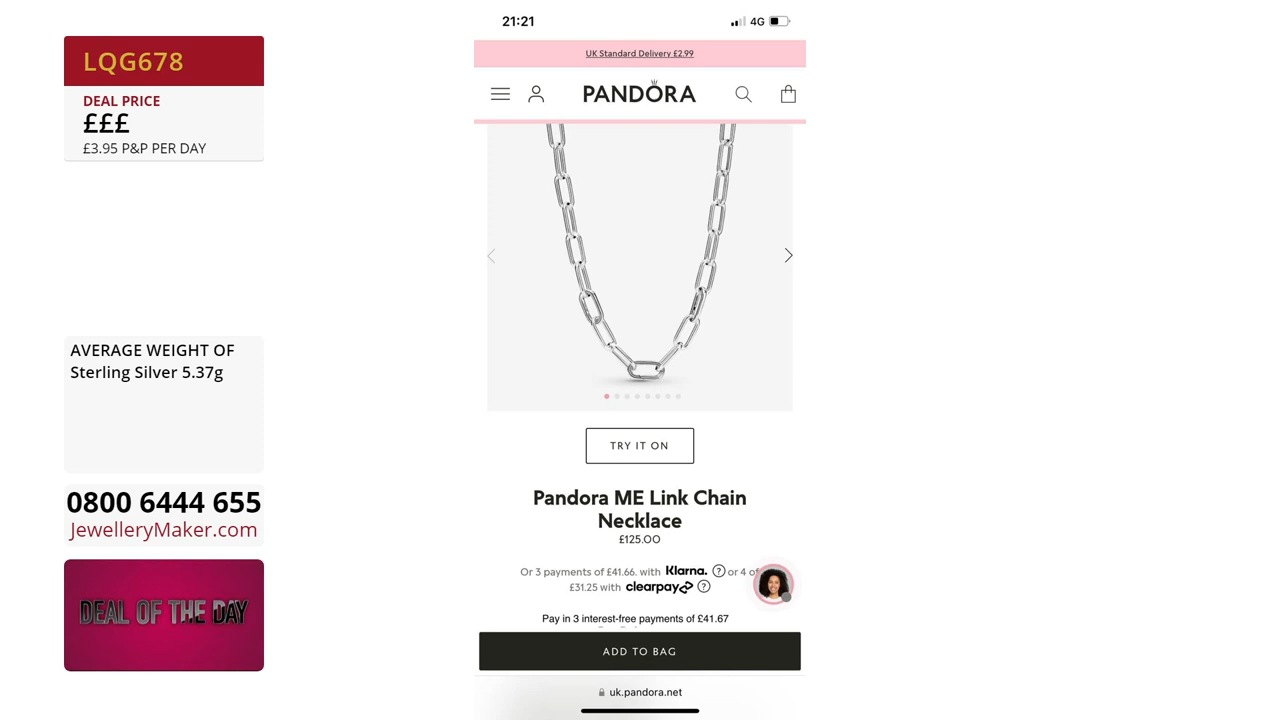 LQG678
DEAL PRICE
£££
£3.95 P&P PER DAY
AVERAGE WEIGHT OF
Sterling Silver 5.37g
0800 6444 655
JewelleryMaker.com
DEAL OF THE DAY
21:21
4G
UK Standard Delivery £2.99
PANDORA
TRY IT ON
Pandora ME Link Chain
Necklace
£125.00
Or 3 payments of £41.66. with Klarna. ? or 4 of
£31.25 with clearpay ?
Pay in 3 interest-free payments of £41.67
ADD TO BAG
uk.pandora.net